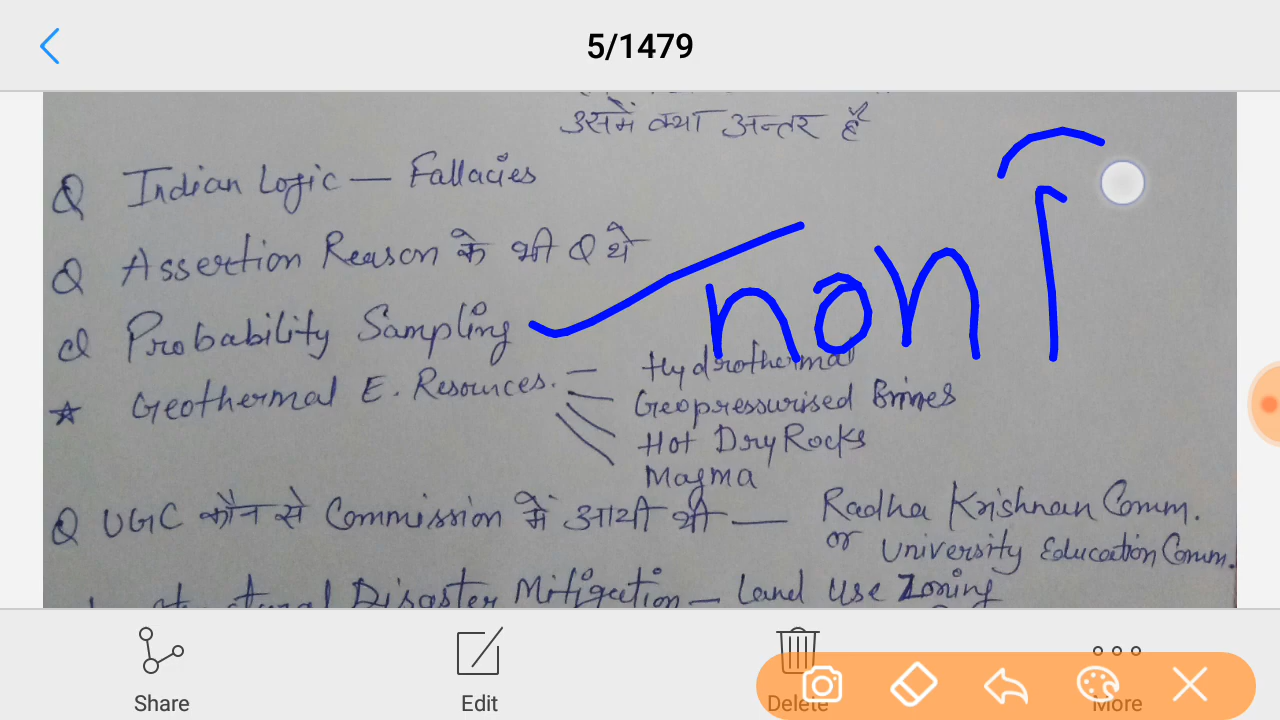 5/1479
उसमें क्या अन्तर है
Q Indian Logic — Fallacies
Q Assertion Reason के भी Q थे
Q Probability Sampling
non
☆ Geothermal E. Resources. — Hydrothermal
Geopressurised Brines
Hot Dry Rocks
Magma
Q UGC कौन से Commission में आयी थी — Radha Krishnan Comm.
or University Education Comm.
Disaster Mitigation — Land Use Zoning
Share
Edit
Delete
More